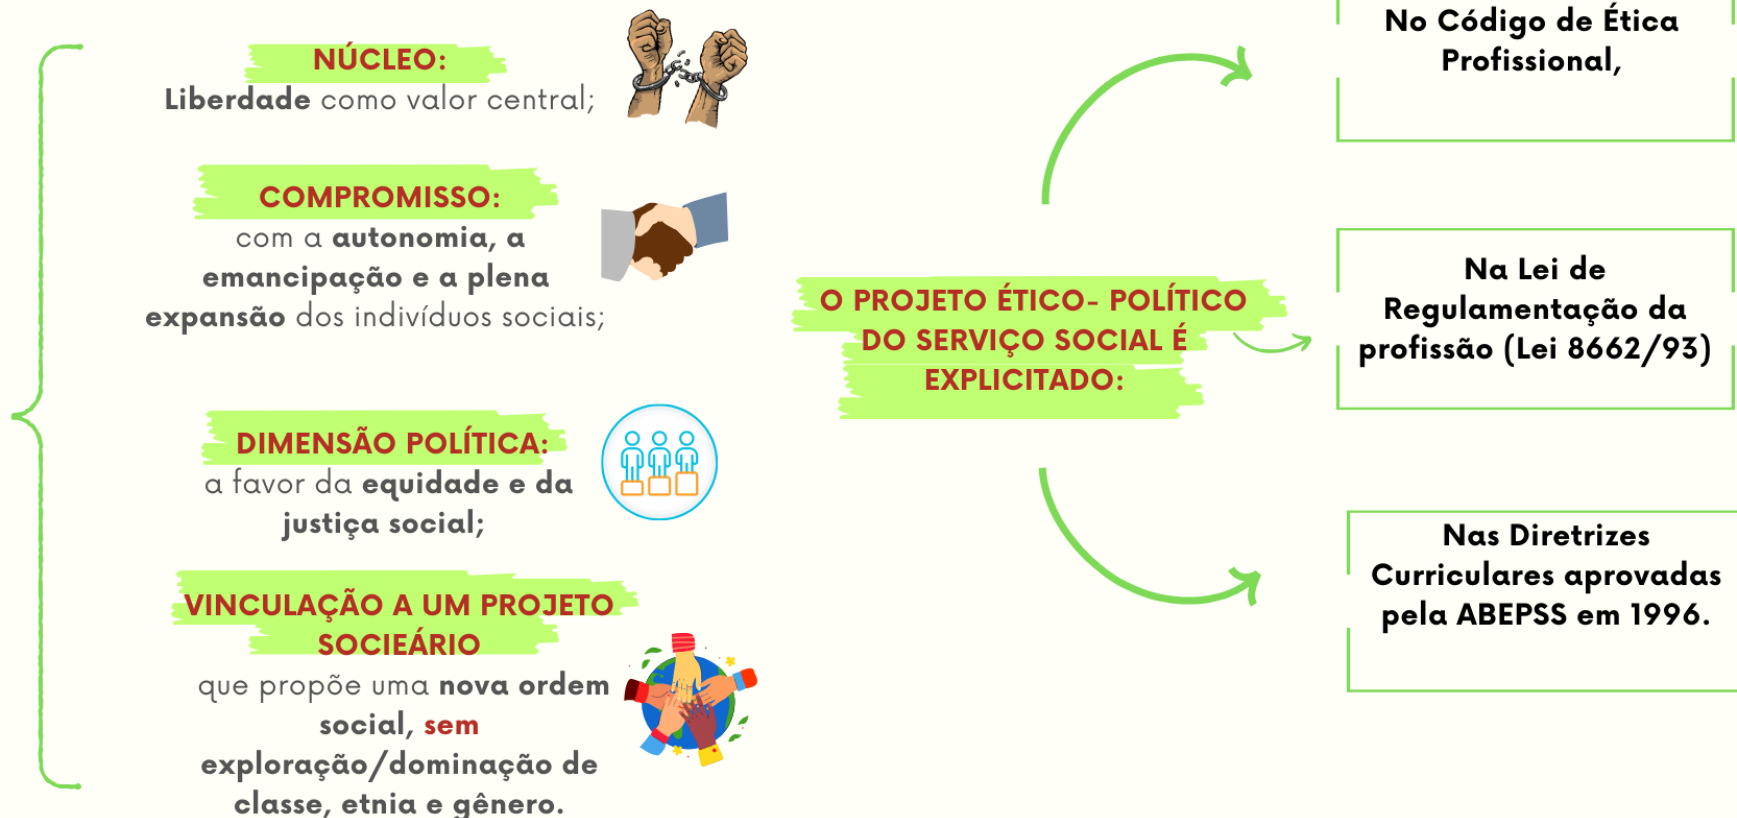 NÚCLEO:
Liberdade como valor central;
COMPROMISSO:
com a autonomia, a
emancipação e a plena
expansão dos indivíduos sociais;
DIMENSÃO POLÍTICA:
a favor da equidade e da
justiça social;
VINCULAÇÃO A UM PROJETO
SOCIEÁRIO
que propõe uma nova ordem
social, sem
exploração/dominação de
classe, etnia e gênero.
O PROJETO ÉTICO- POLÍTICO
DO SERVIÇO SOCIAL É
EXPLICITADO:
No Código de Ética
Profissional,
Na Lei de
Regulamentação da
profissão (Lei 8662/93)
Nas Diretrizes
Curriculares aprovadas
pela ABEPSS em 1996.